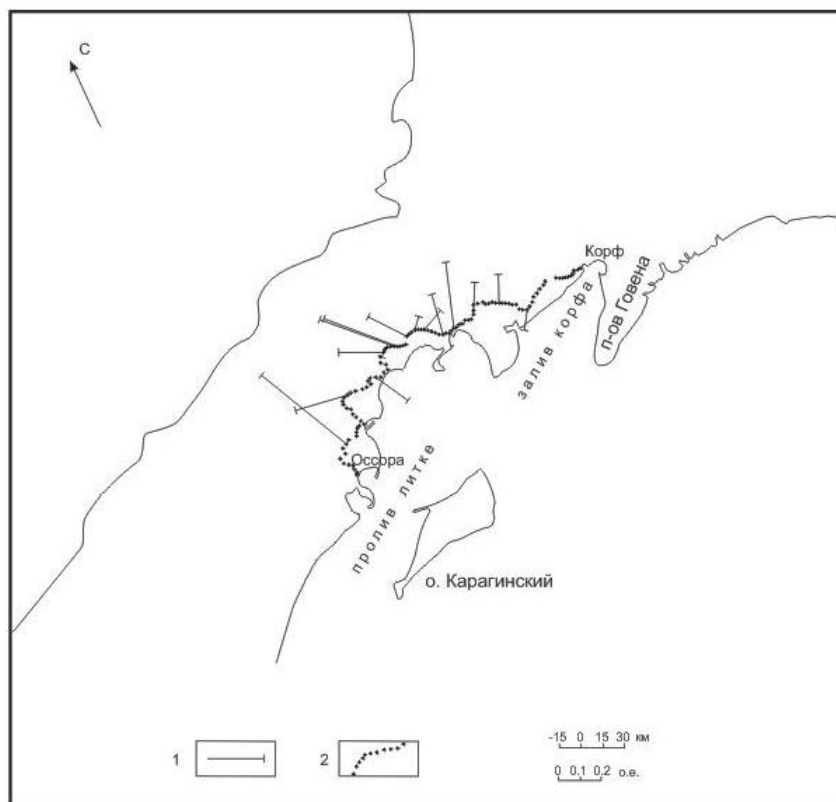 С
Корф
п-ов Говена
залив корфа
Оссора
пролив литке
о. Карагинский
1
2
-15 0 15 30 км
0 0,1 0,2 о.е.